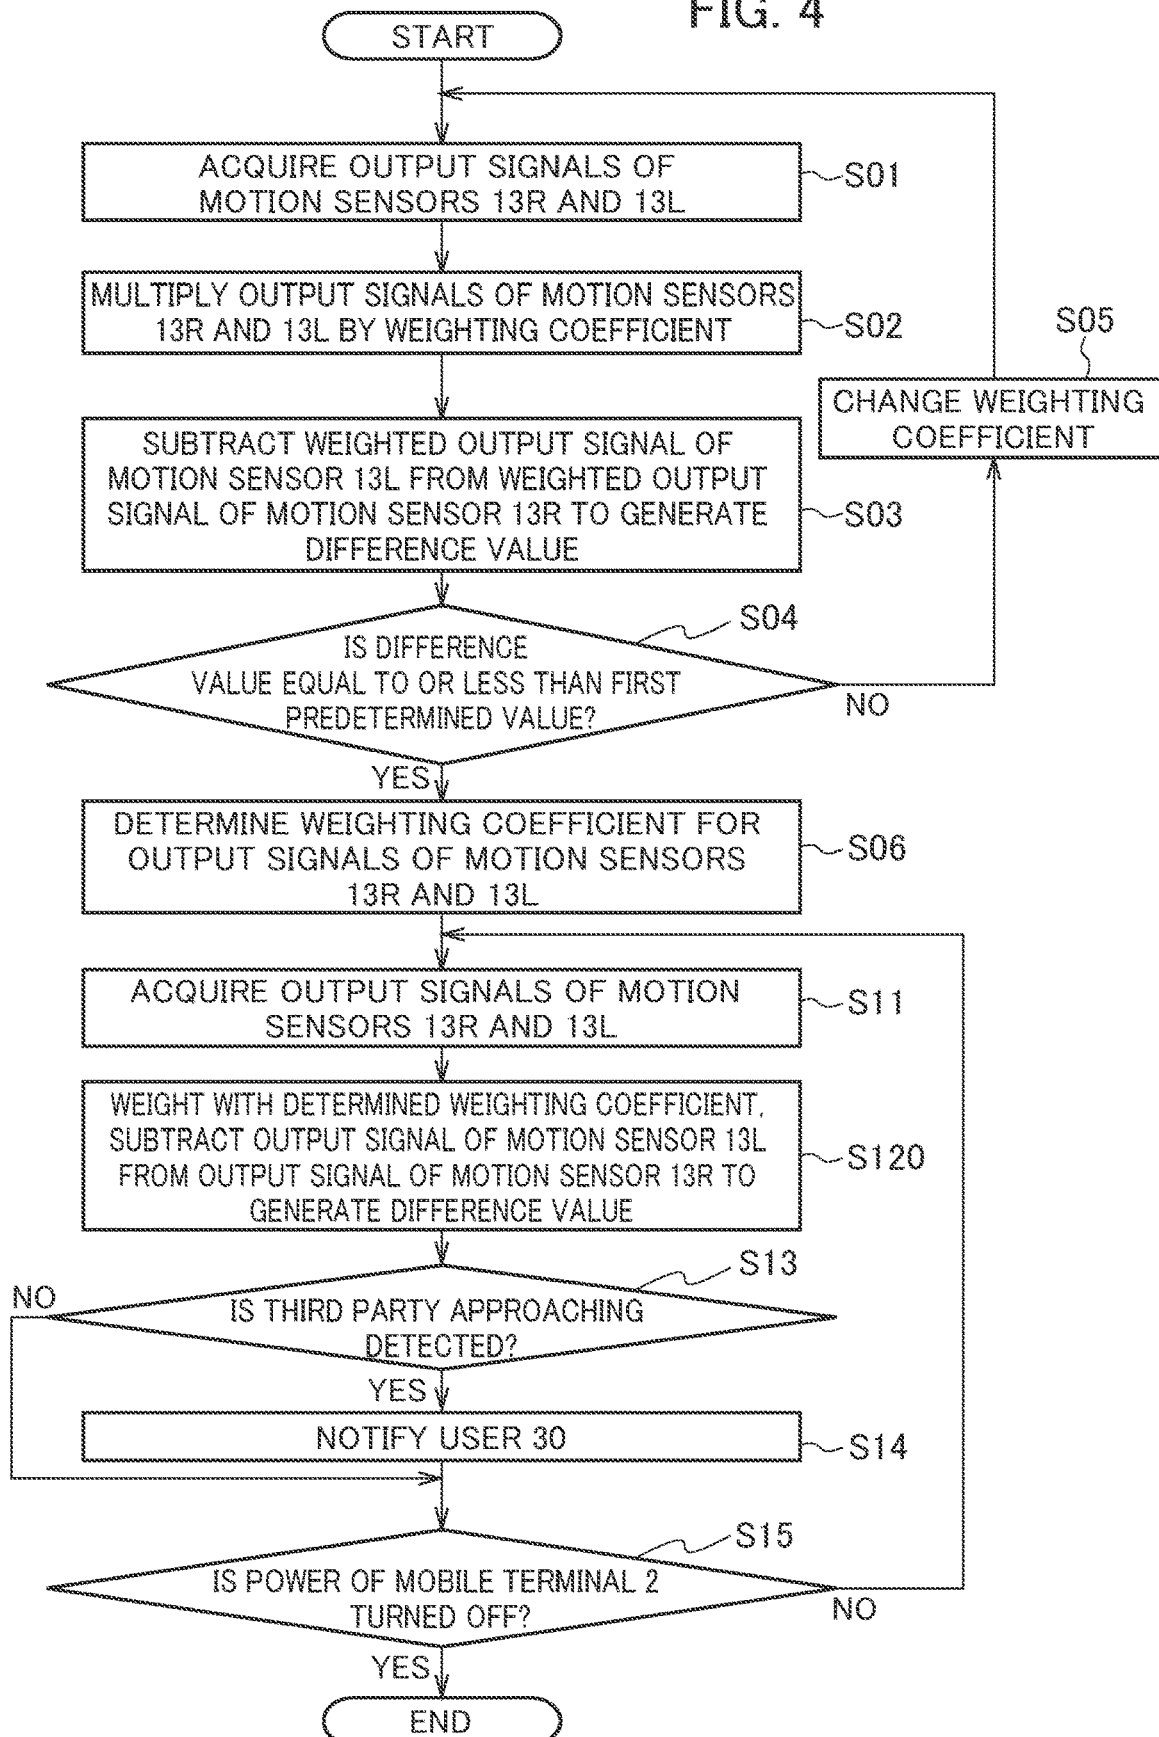 FIG. 4
START
ACQUIRE OUTPUT SIGNALS OF
MOTION SENSORS 13R AND 13L
S01
MULTIPLY OUTPUT SIGNALS OF MOTION SENSORS
13R AND 13L BY WEIGHTING COEFFICIENT
S02
S05
CHANGE WEIGHTING
COEFFICIENT
SUBTRACT WEIGHTED OUTPUT SIGNAL OF
MOTION SENSOR 13L FROM WEIGHTED OUTPUT
SIGNAL OF MOTION SENSOR 13R TO GENERATE
DIFFERENCE VALUE
S03
S04
IS DIFFERENCE
VALUE EQUAL TO OR LESS THAN FIRST
PREDETERMINED VALUE?
NO
YES
DETERMINE WEIGHTING COEFFICIENT FOR
OUTPUT SIGNALS OF MOTION SENSORS
13R AND 13L
S06
ACQUIRE OUTPUT SIGNALS OF MOTION
SENSORS 13R AND 13L
S11
WEIGHT WITH DETERMINED WEIGHTING COEFFICIENT,
SUBTRACT OUTPUT SIGNAL OF MOTION SENSOR 13L
FROM OUTPUT SIGNAL OF MOTION SENSOR 13R TO
GENERATE DIFFERENCE VALUE
S120
S13
NO
IS THIRD PARTY APPROACHING
DETECTED?
YES
NOTIFY USER 30
S14
S15
IS POWER OF MOBILE TERMINAL 2
TURNED OFF?
NO
YES
END